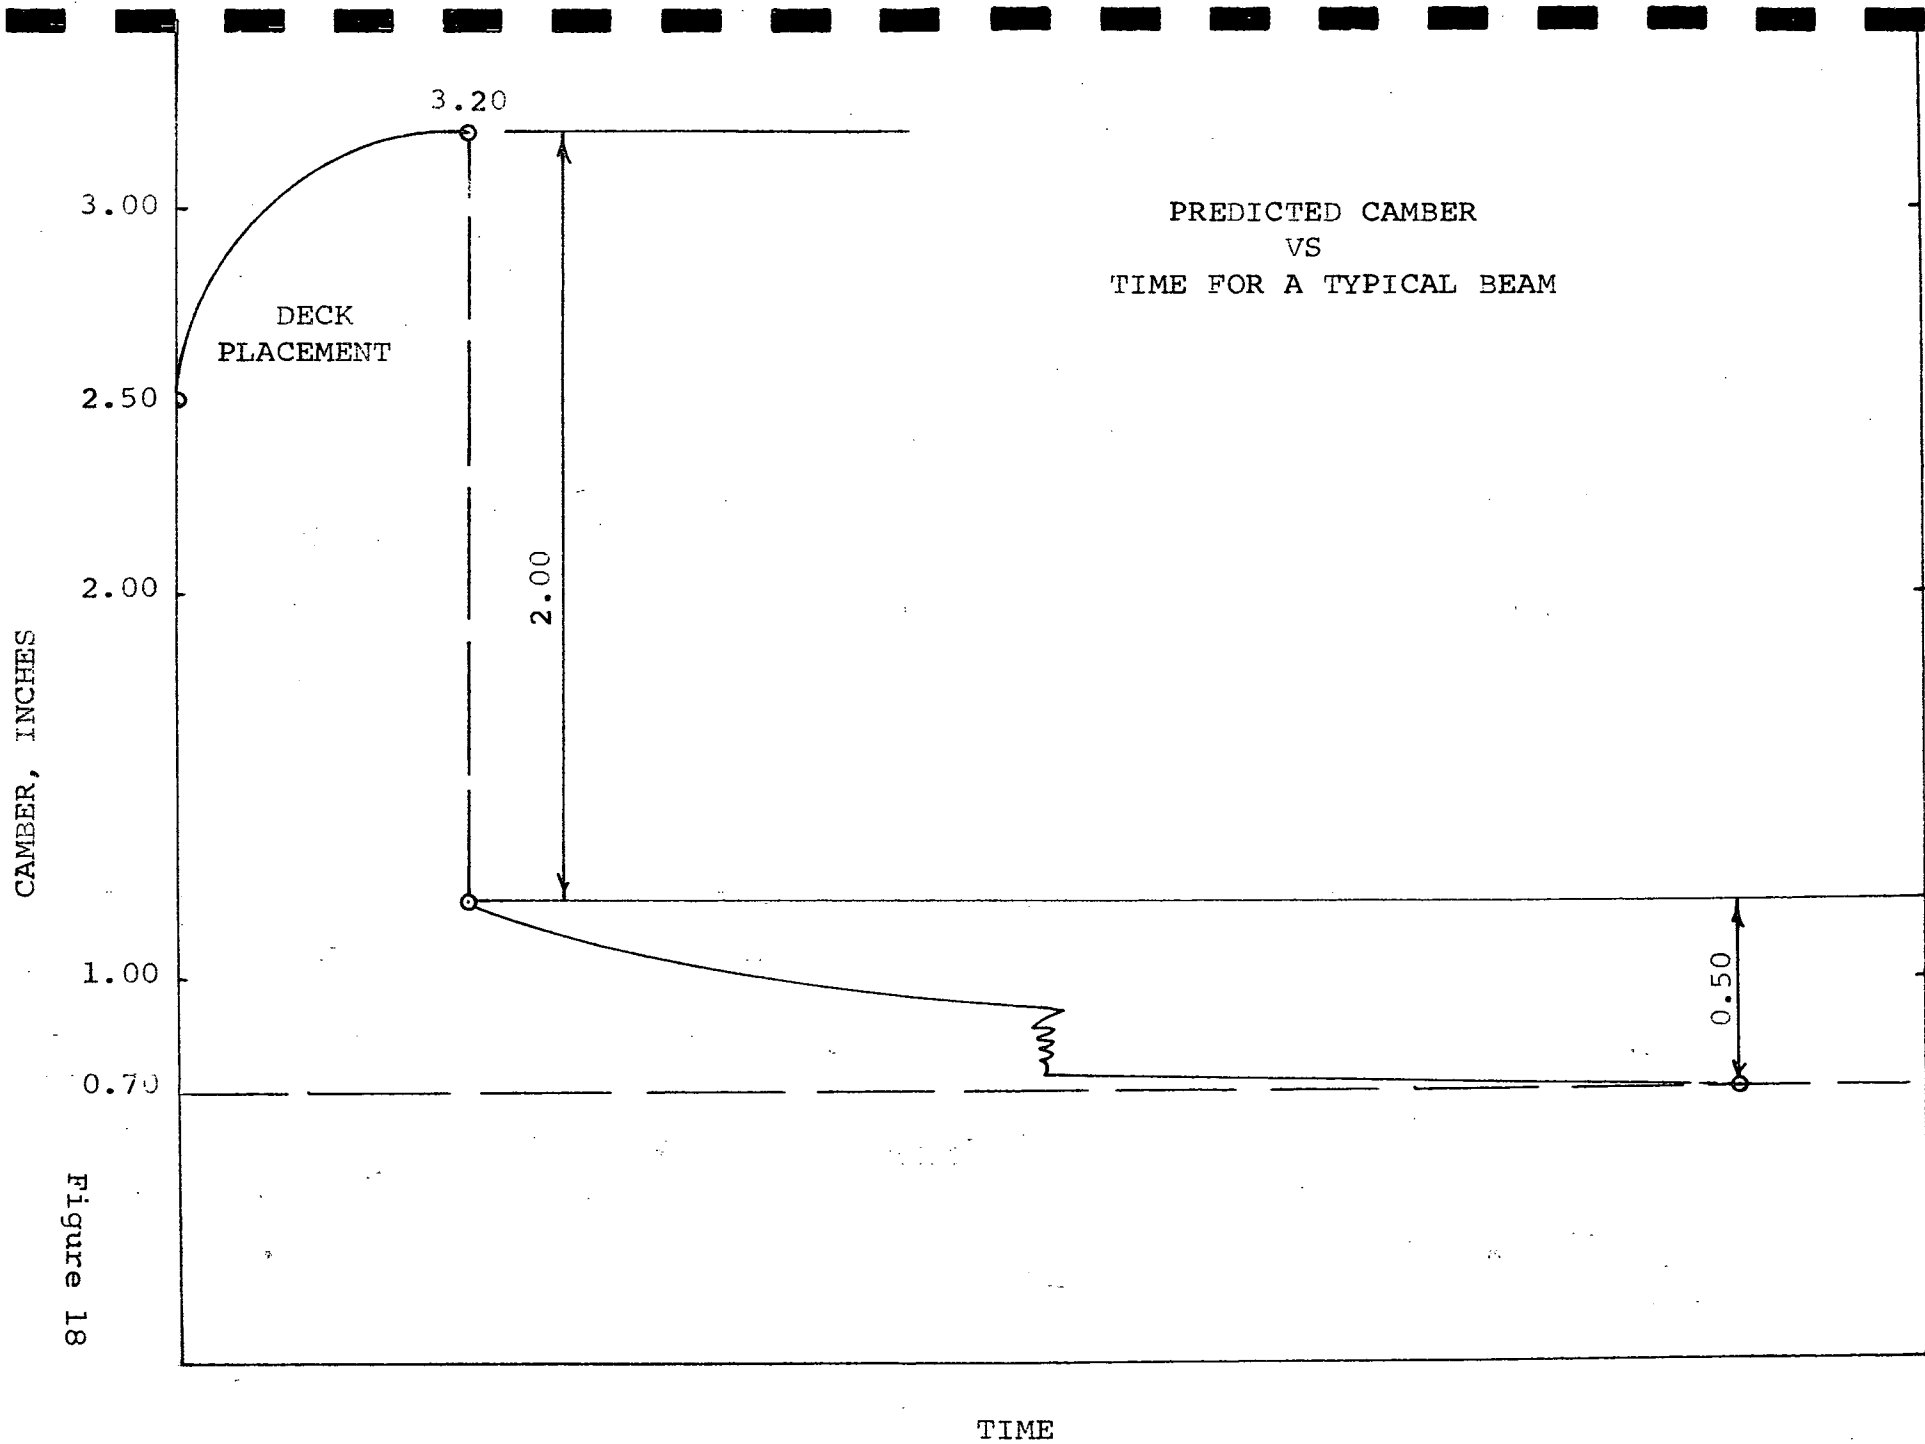 3.20
3.00
PREDICTED CAMBER
VS
TIME FOR A TYPICAL BEAM
DECK
PLACEMENT
2.50
2.00
2.00
CAMBER, INCHES
1.00
0.50
0.70
Figure 18
TIME